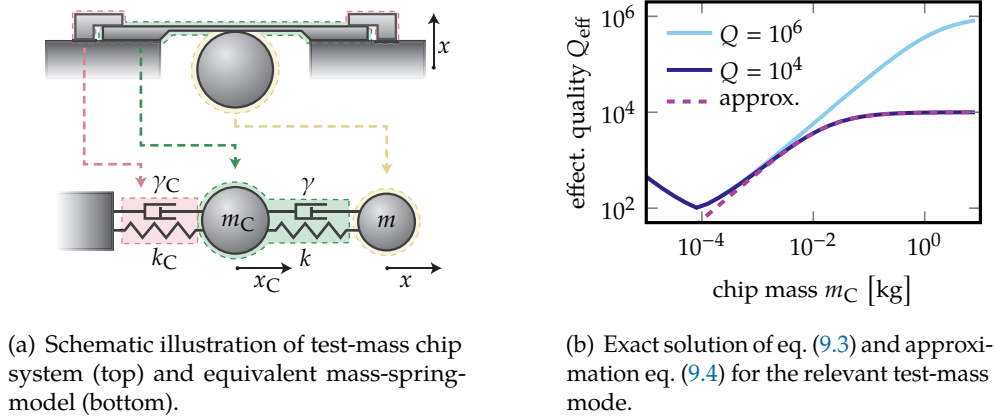 x
γ_C
γ
m_C
m
k_C
k
x_C
x
effect. quality Q_eff
10^6
10^4
10^2
Q = 10^6
Q = 10^4
approx.
10^−4
10^−2
10^0
chip mass m_C [kg]
(a) Schematic illustration of test-mass chip
system (top) and equivalent mass-spring-
model (bottom).
(b) Exact solution of eq. (9.3) and approxi-
mation eq. (9.4) for the relevant test-mass
mode.